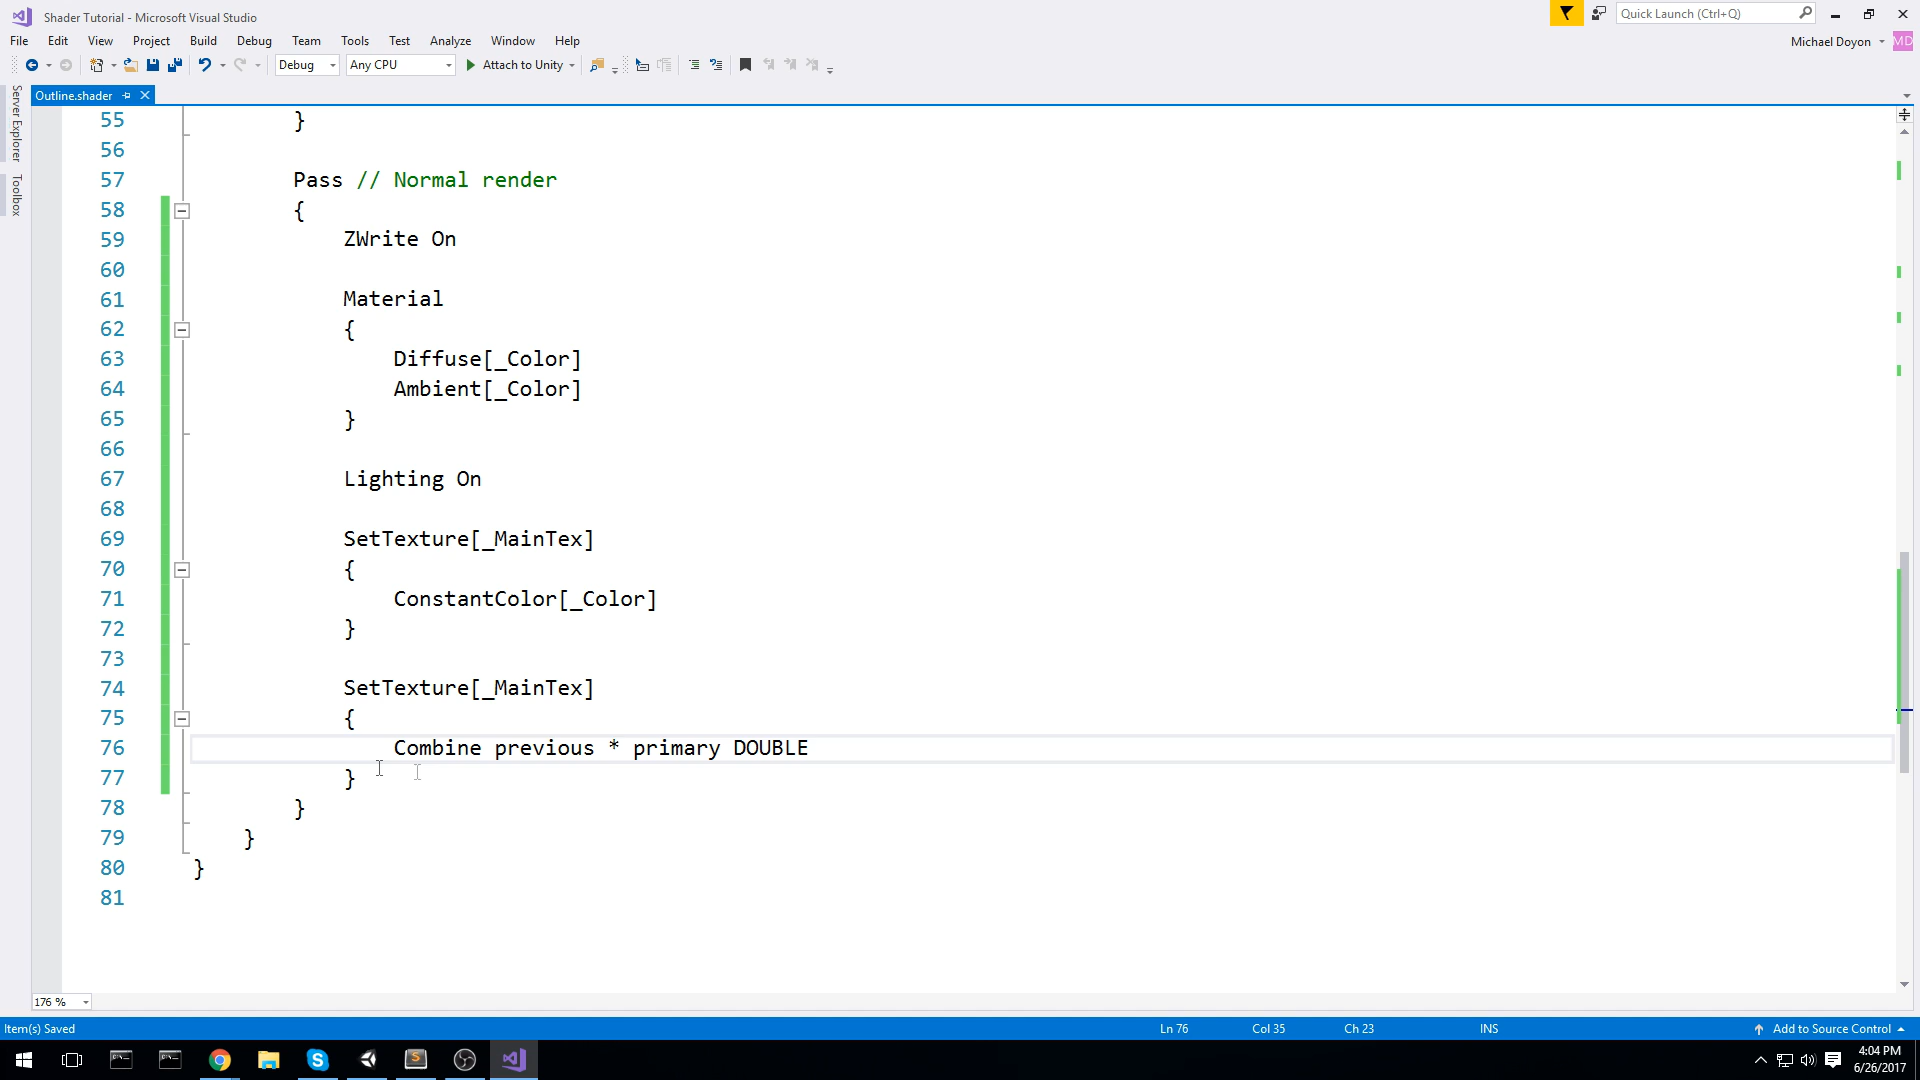 Shader Tutorial - Microsoft Visual Studio
Quick Launch (Ctrl+Q)
File Edit View Project Build Debug Team Tools Test Analyze Window Help
Michael Doyon MD
Debug Any CPU Attach to Unity
Server Explorer
Toolbox
Outline.shader
55 }
56
57 Pass // Normal render
58 {
59 ZWrite On
60
61 Material
62 {
63 Diffuse[_Color]
64 Ambient[_Color]
65 }
66
67 Lighting On
68
69 SetTexture[_MainTex]
70 {
71 ConstantColor[_Color]
72 }
73
74 SetTexture[_MainTex]
75 {
76 Combine previous * primary DOUBLE
77 }
78 }
79 }
80 }
81
176 %
Item(s) Saved Ln 76 Col 35 Ch 23 INS Add to Source Control
4:04 PM
6/26/2017